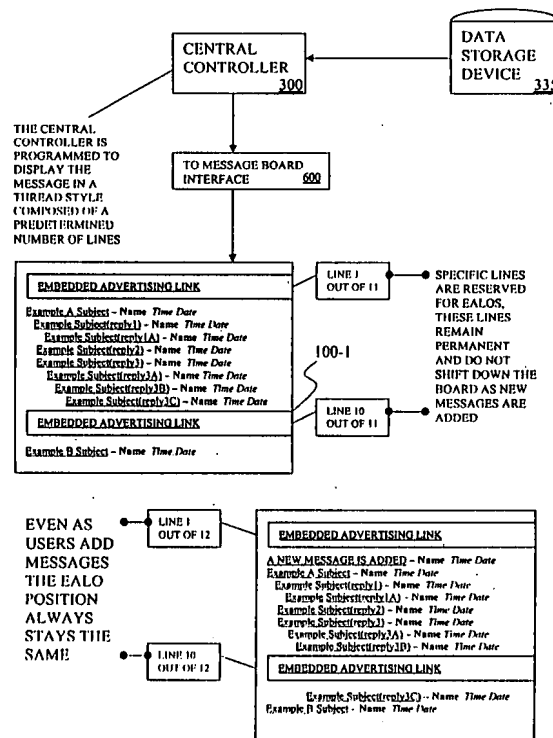 CENTRAL
CONTROLLER
300
DATA
STORAGE
DEVICE
335
THE CENTRAL
CONTROLLER IS
PROGRAMMED TO
DISPLAY THE
MESSAGE IN A
THREAD STYLE
COMPOSED OF A
PREDETERMINED
NUMBER OF LINES
TO MESSAGE BOARD
INTERFACE 600
EMBEDDED ADVERTISING LINK
Example A Subject – Name Time Date
Example Subject(reply1) – Name Time Date
Example Subject(reply1A) – Name Time Date
Example Subject(reply2) – Name Time Date
Example Subject(reply3) – Name Time Date
Example Subject(reply3A) – Name Time Date
Example Subject(reply3B) – Name Time Date
Example Subject(reply3C) – Name Time Date
EMBEDDED ADVERTISING LINK
Example B Subject – Name Time Date
LINE 1
OUT OF 11
100-1
LINE 10
OUT OF 11
SPECIFIC LINES
ARE RESERVED
FOR EALOS,
THESE LINES
REMAIN
PERMANENT
AND DO NOT
SHIFT DOWN THE
BOARD AS NEW
MESSAGES ARE
ADDED
EVEN AS
USERS ADD
MESSAGES
THE EALO
POSITION
ALWAYS
STAYS THE
SAME
LINE 1
OUT OF 12
LINE 10
OUT OF 12
EMBEDDED ADVERTISING LINK
A NEW MESSAGE IS ADDED – Name Time Date
Example A Subject – Name Time Date
Example Subject(reply1) – Name Time Date
Example Subject(reply1A) – Name Time Date
Example Subject(reply2) – Name Time Date
Example Subject(reply3) – Name Time Date
Example Subject(reply3A) – Name Time Date
Example Subject(reply3B) – Name Time Date
EMBEDDED ADVERTISING LINK
Example Subject(reply3C) – Name Time Date
Example B Subject - Name Time Date